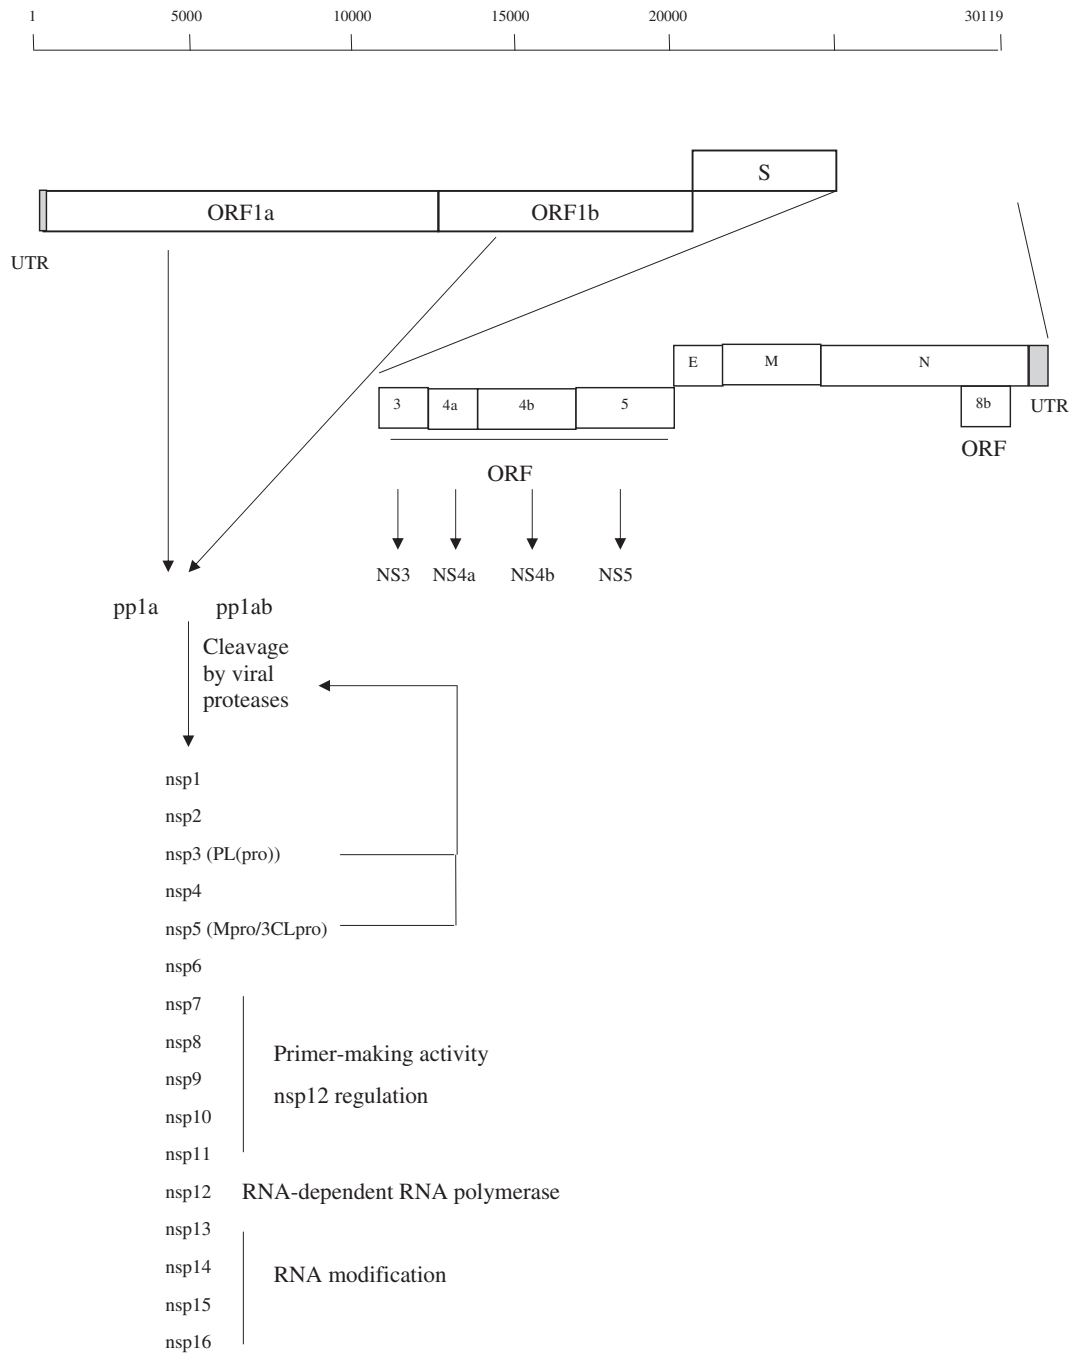 1 5000 10000 15000 20000 30119
S
ORF1a ORF1b
UTR
E M N
3 4a 4b 5 8b UTR
ORF
ORF
NS3 NS4a NS4b NS5
pp1a pp1ab
Cleavage
by viral
proteases
nsp1
nsp2
nsp3 (PL(pro))
nsp4
nsp5 (Mpro/3CLpro)
nsp6
nsp7
nsp8
Primer-making activity
nsp9
nsp12 regulation
nsp10
nsp11
nsp12 RNA-dependent RNA polymerase
nsp13
nsp14
RNA modification
nsp15
nsp16